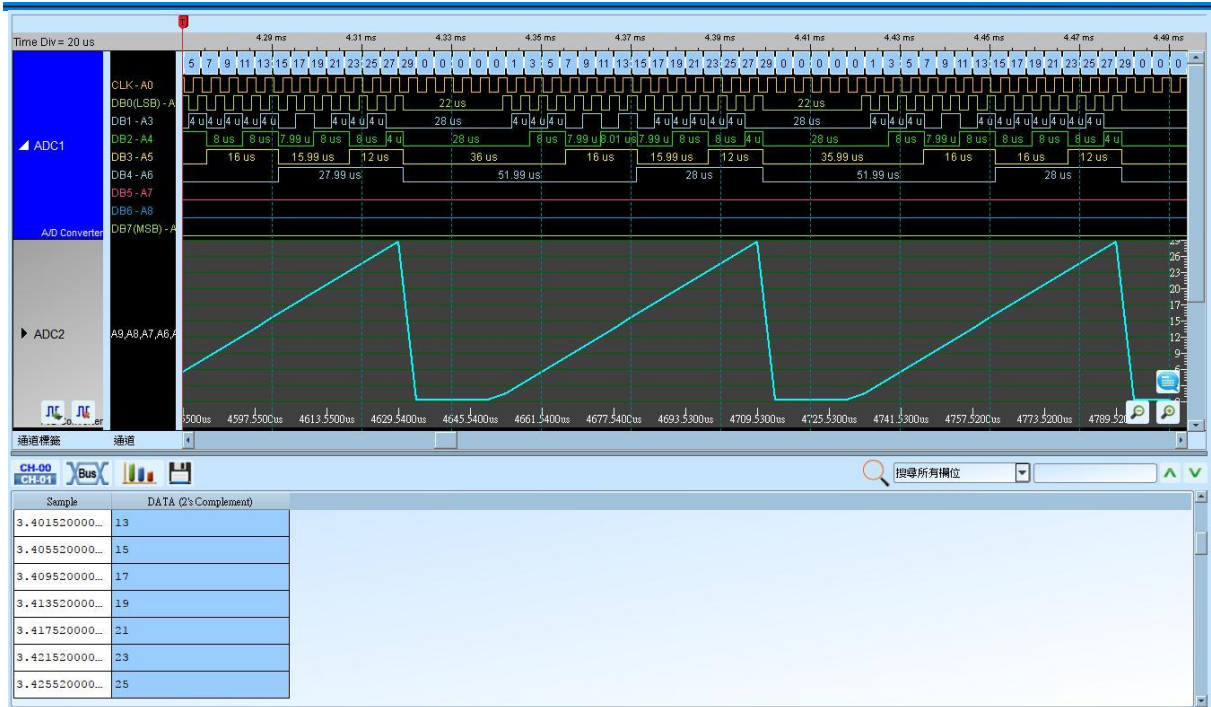 T
Time Div = 20 us 4.29 ms 4.31 ms 4.33 ms 4.35 ms 4.37 ms 4.39 ms 4.41 ms 4.43 ms 4.45 ms 4.47 ms 4.49 ms
5 7 9 11 13 15 17 19 21 23 25 27 29 0 0 0 0 0 1 3 5 7 9 11 13 15 17 19 21 23 25 27 29 0 0 0 0 0 1 3 5 7 9 11 13 15 17 19 21 23 25 27 29 0 0 0
CLK - A0
DB0(LSB) - A 22 us 22 us
DB1 - A3 4 u 4 u 4 u 4 u 4 u 4 u 4 u 4 u 28 us 4 u 4 u 4 u 4 u 4 u 4 u 4 u 28 us 4 u 4 u 4 u 4 u 4 u 4 u 4 u 4 u
ADC1
DB2 - A4 8 us 8 us 7.99 u 8 us 8 us 4 u 28 us 8 us 7.99 u 8.01 us 7.99 u 8 us 8 us 4 u 28 us 8 us 7.99 u 8 us 8 us 8 us 8 us 4 u
DB3 - A5 16 us 15.99 us 12 us 36 us 16 us 15.99 us 12 us 35.99 us 16 us 16 us 12 us
DB4 - A6 27.99 us 51.99 us 28 us 51.99 us 28 us
DB5 - A7
DB6 - A8
A/D Converter DB7(MSB) - A
29
26
23
20
17
15
12
9
6
ADC2 A9,A8,A7,A6,A
5500us 4597.5500us 4613.5500us 4629.5400us 4645.5400us 4661.5400us 4677.5400us 4693.5300us 4709.5300us 4725.5300us 4741.5300us 4757.5200us 4773.5200us 4789.520
通道標籤 通道
CH-00
CH-01 Bus 搜尋所有欄位
Sample DATA (2's Complement)
3.401520000... 13
3.405520000... 15
3.409520000... 17
3.413520000... 19
3.417520000... 21
3.421520000... 23
3.425520000... 25